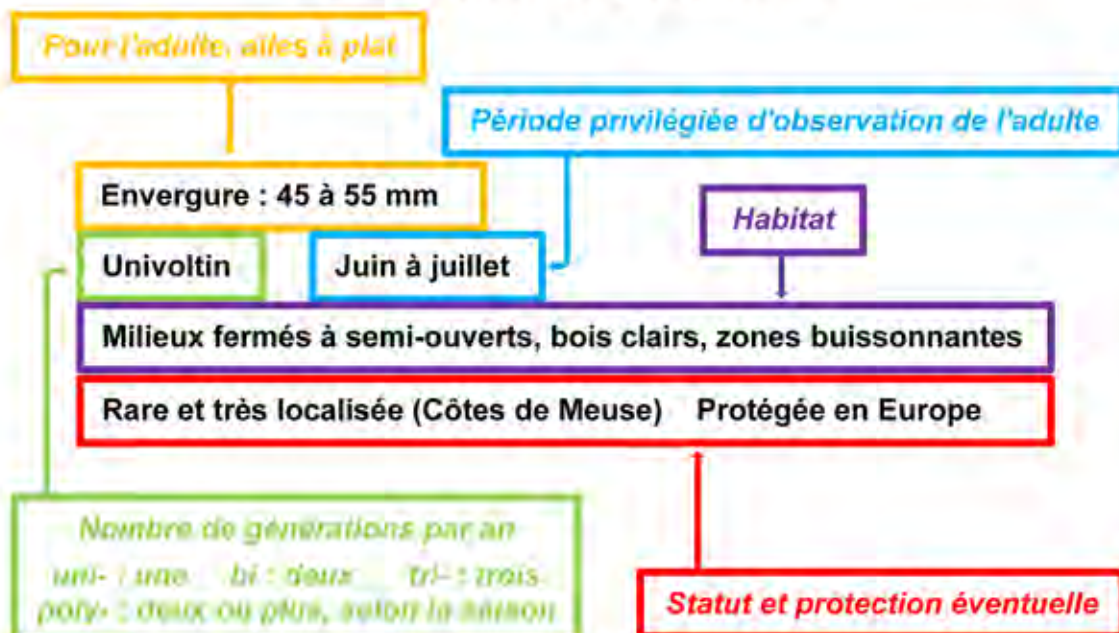 Pour l'adulte, ailes à plat
Période privilégiée d'observation de l'adulte
Envergure : 45 à 55 mm
Habitat
Univoltin
Juin à juillet
Milieux fermés à semi-ouverts, bois clairs, zones buissonnantes
Rare et très localisée (Côtes de Meuse) Protégée en Europe
Nombre de générations par an
uni- : une bi : deux tri- : trois
poly- : deux ou plus, selon la saison
Statut et protection éventuelle